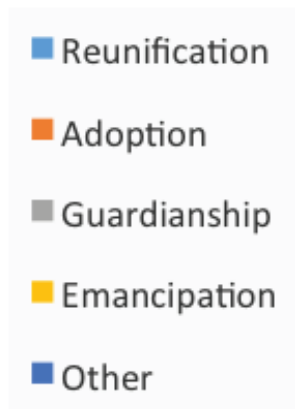 Reunification
Adoption
Guardianship
Emancipation
Other